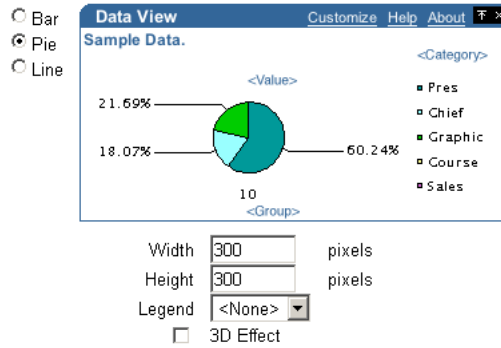 Bar
Pie
Line
Data View Customize Help About
Sample Data.
<Category>
<Value>
Pres
Chief
Graphic
Course
Sales
21.69%
18.07%
60.24%
10
<Group>
Width 300 pixels
Height 300 pixels
Legend <None>
3D Effect